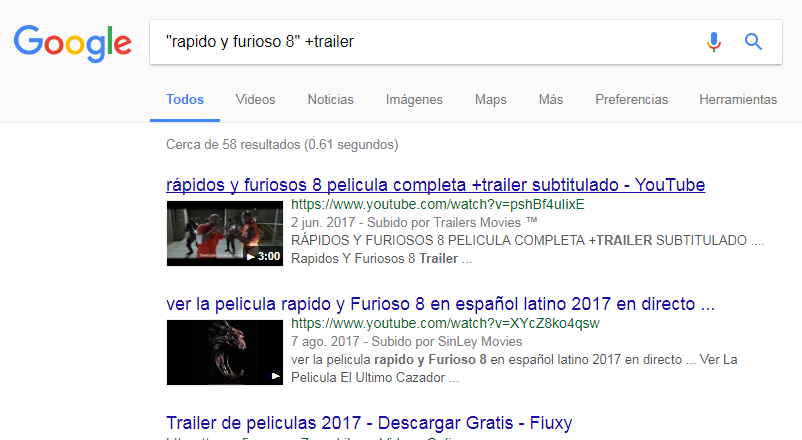 Google
"rapido y furioso 8" +trailer
Todos Videos Noticias Imágenes Maps Más Preferencias Herramientas
Cerca de 58 resultados (0.61 segundos)
rápidos y furiosos 8 pelicula completa +trailer subtitulado - YouTube
https://www.youtube.com/watch?v=pshBf4uIixE
2 jun. 2017 - Subido por Trailers Movies ™
RÁPIDOS Y FURIOSOS 8 PELICULA COMPLETA +TRAILER SUBTITULADO ....
3:00
Rapidos Y Furiosos 8 Trailer ...
ver la pelicula rapido y Furioso 8 en español latino 2017 en directo ...
https://www.youtube.com/watch?v=XYcZ8ko4qsw
7 ago. 2017 - Subido por SinLey Movies
ver la pelicula rapido y Furioso 8 en español latino 2017 en directo ... Ver La
Pelicula El Ultimo Cazador ...
Trailer de peliculas 2017 - Descargar Gratis - Fiuxy